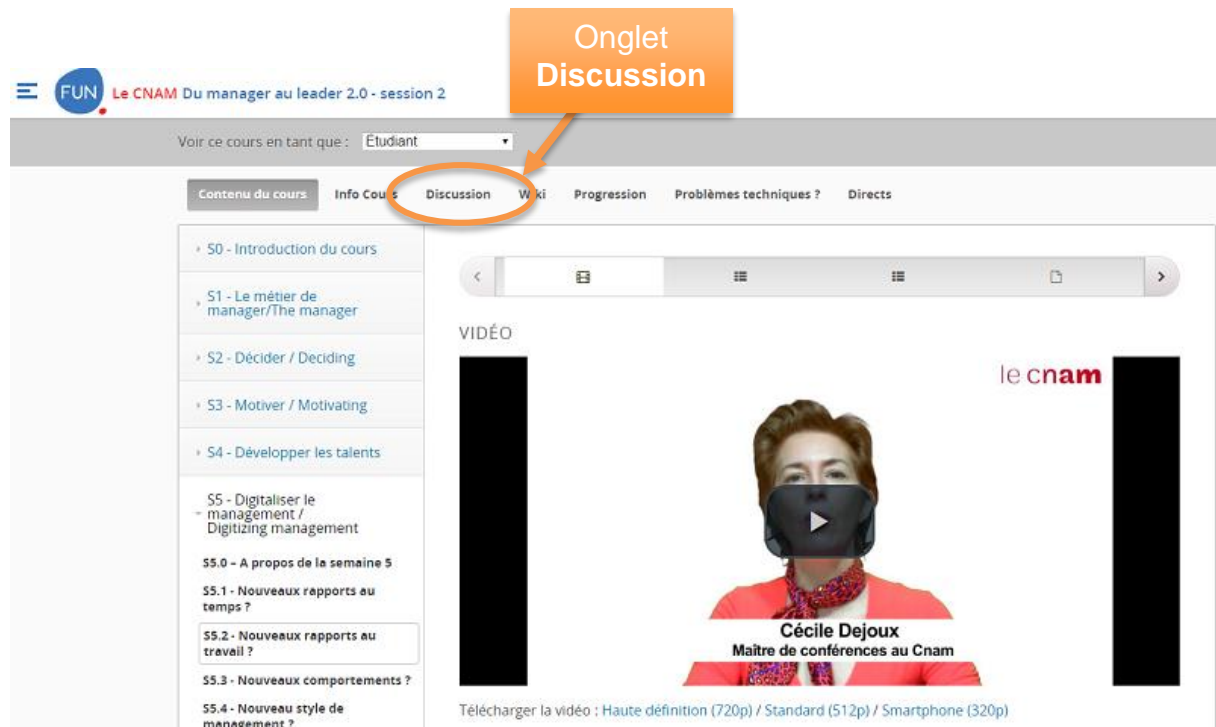 Onglet
Discussion
FUN Le CNAM Du manager au leader 2.0 - session 2
Voir ce cours en tant que : Étudiant
Contenu du cours Info Cours Discussion Wiki Progression Problèmes techniques ? Directs
S0 - Introduction du cours
S1 - Le métier de
manager/The manager
S2 - Décider / Deciding
S3 - Motiver / Motivating
S4 - Développer les talents
S5 - Digitaliser le
management /
Digitizing management
S5.0 – A propos de la semaine 5
S5.1 - Nouveaux rapports au
temps ?
S5.2 - Nouveaux rapports au
travail ?
S5.3 - Nouveaux comportements ?
S5.4 - Nouveau style de
management ?
VIDÉO
le cnam
Cécile Dejoux
Maître de conférences au Cnam
Télécharger la vidéo : Haute définition (720p) / Standard (512p) / Smartphone (320p)